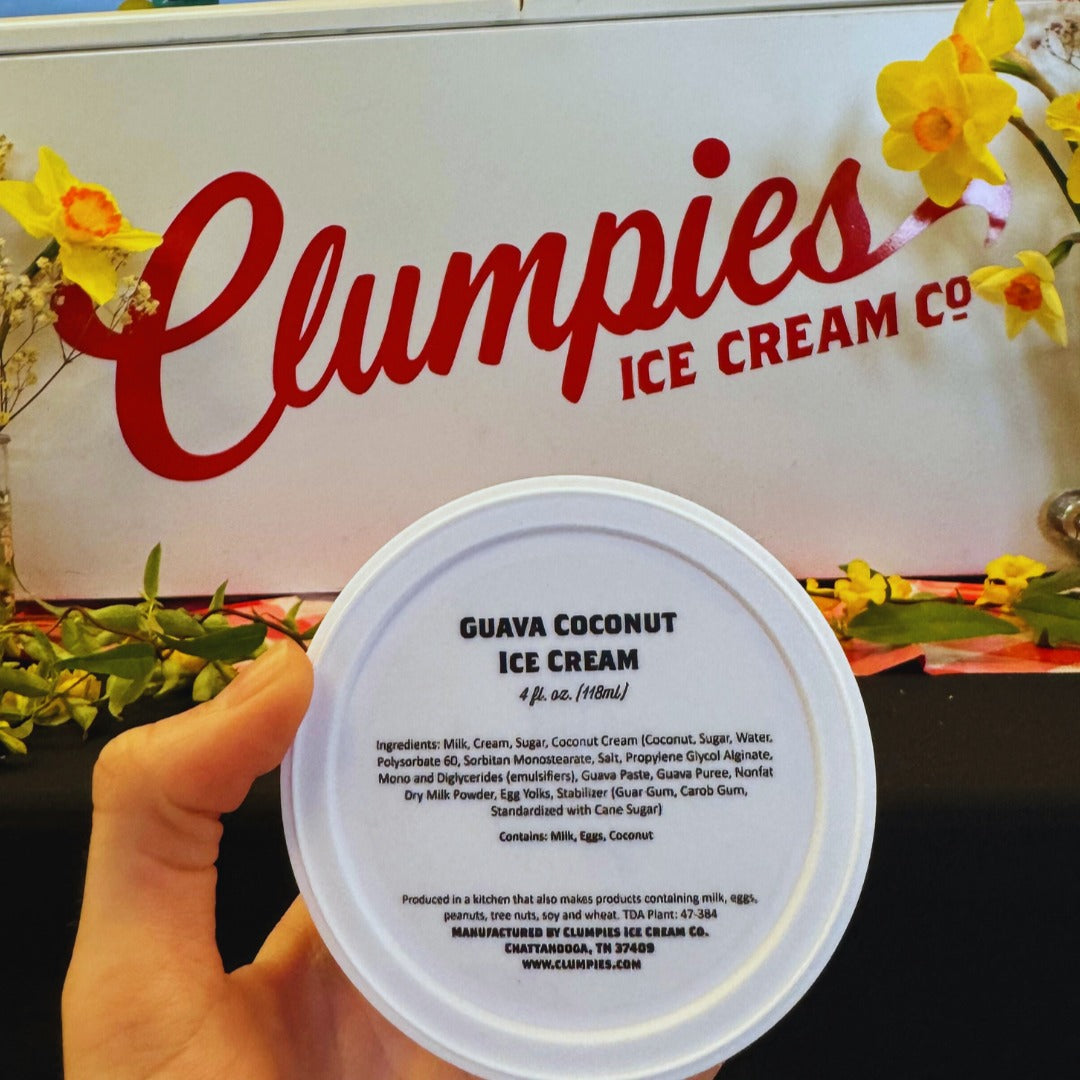 Clumpies
ICE CREAM Cº
GUAVA COCONUT
ICE CREAM
4 fl. oz. (118ml)
Ingredients: Milk, Cream, Sugar, Coconut Cream (Coconut, Sugar, Water,
Polysorbate 60, Sorbitan Monostearate, Salt, Propylene Glycol Alginate,
Mono and Diglycerides (emulsifiers), Guava Paste, Guava Puree, Nonfat
Dry Milk Powder, Egg Yolks, Stabilizer (Guar Gum, Carob Gum,
Standardized with Cane Sugar)
Contains: Milk, Eggs, Coconut
Produced in a kitchen that also makes products containing milk, eggs,
peanuts, tree nuts, soy and wheat. TDA Plant: 47-384
MANUFACTURED BY CLUMPIES ICE CREAM CO.
CHATTANOOGA, TN 37409
WWW.CLUMPIES.COM